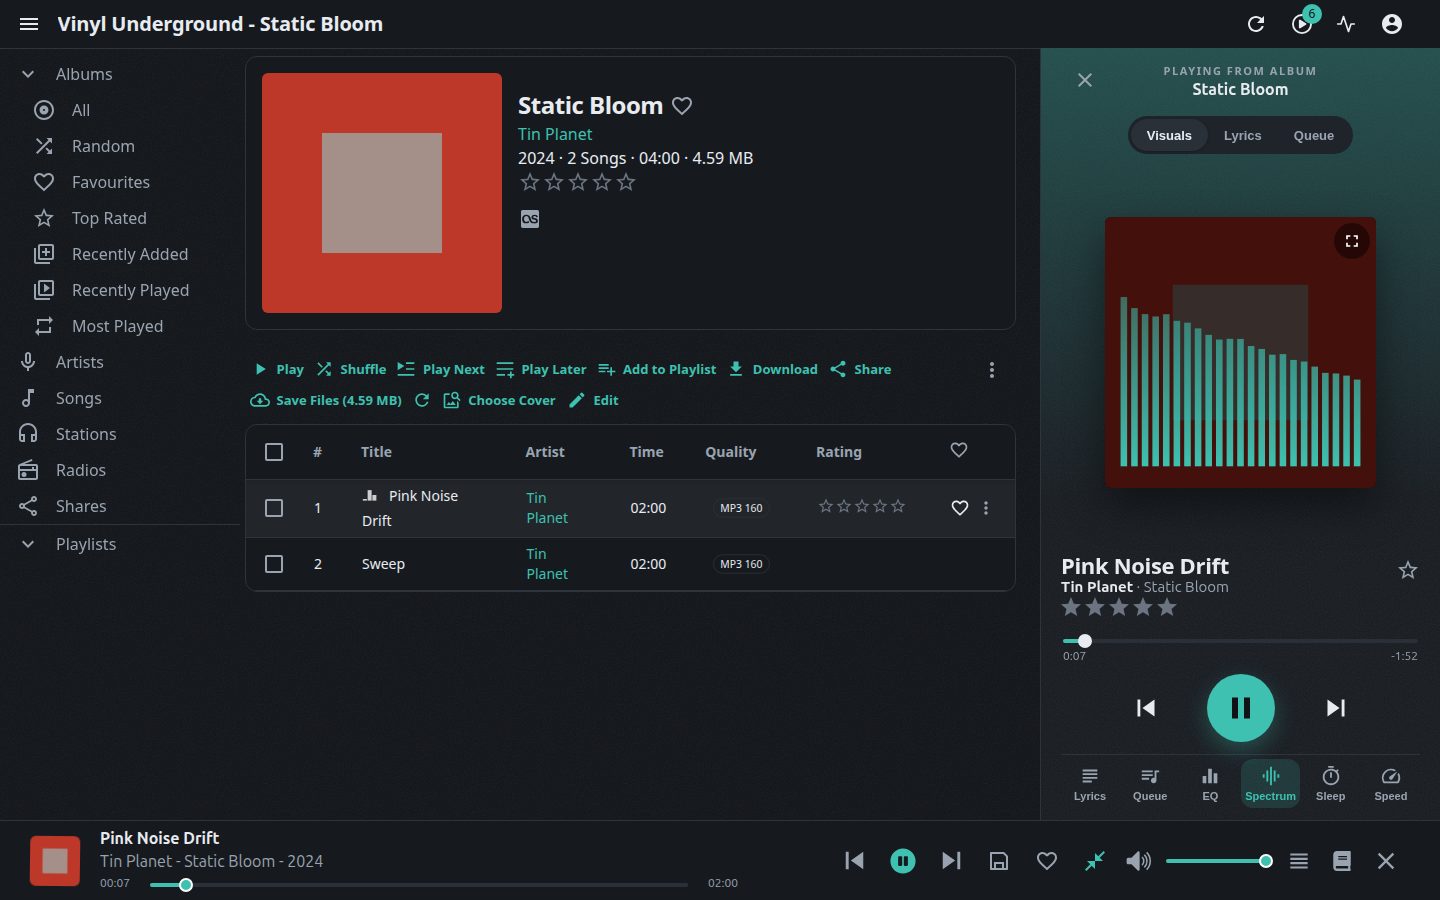 Vinyl Underground - Static Bloom
6
Albums
All
Random
Favourites
Top Rated
Recently Added
Recently Played
Most Played
Artists
Songs
Stations
Radios
Shares
Playlists
Static Bloom
Tin Planet
2024 · 2 Songs · 04:00 · 4.59 MB
Play Shuffle Play Next Play Later Add to Playlist Download Share
Save Files (4.59 MB) Choose Cover Edit
# Title Artist Time Quality Rating
1 Pink Noise Drift Tin Planet 02:00 MP3 160
2 Sweep Tin Planet 02:00 MP3 160
PLAYING FROM ALBUM
Static Bloom
Visuals Lyrics Queue
Pink Noise Drift
Tin Planet · Static Bloom
0:07 -1:52
Lyrics Queue EQ Spectrum Sleep Speed
Pink Noise Drift
Tin Planet - Static Bloom - 2024
00:07 02:00